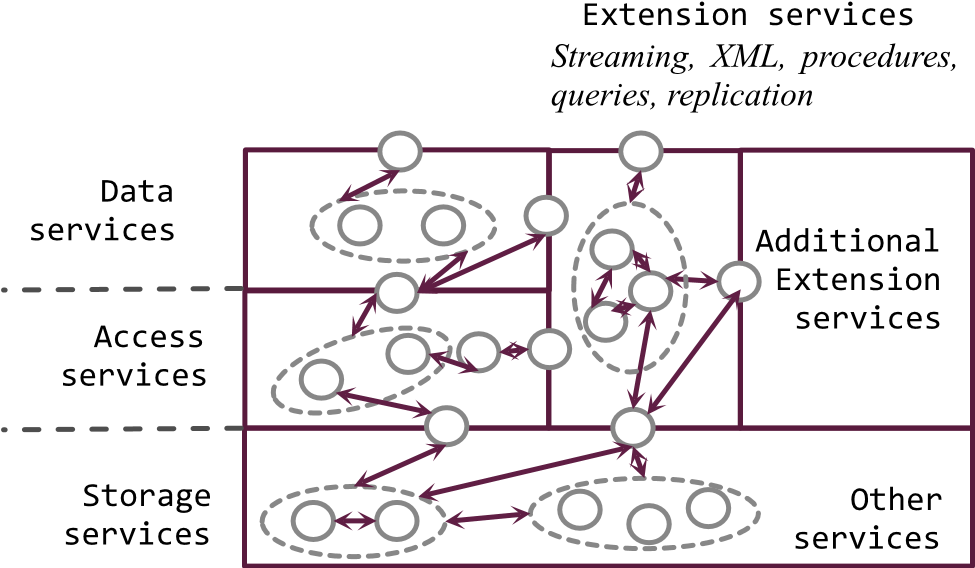 Extension services
Streaming, XML, procedures,
queries, replication
Data
services
Additional
Extension
services
Access
services
Storage
services
Other
services